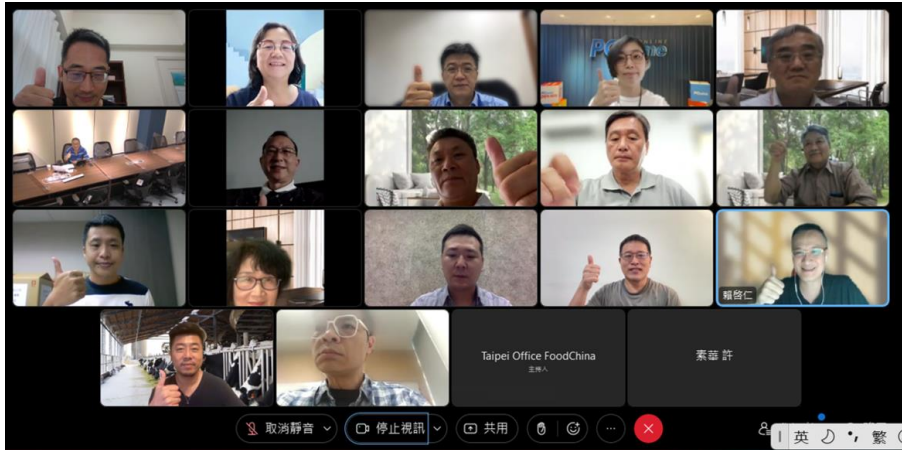 賴啓仁
Taipei Office FoodChina
主持人
素華 許
取消靜音
停止視訊
共用
英
繁